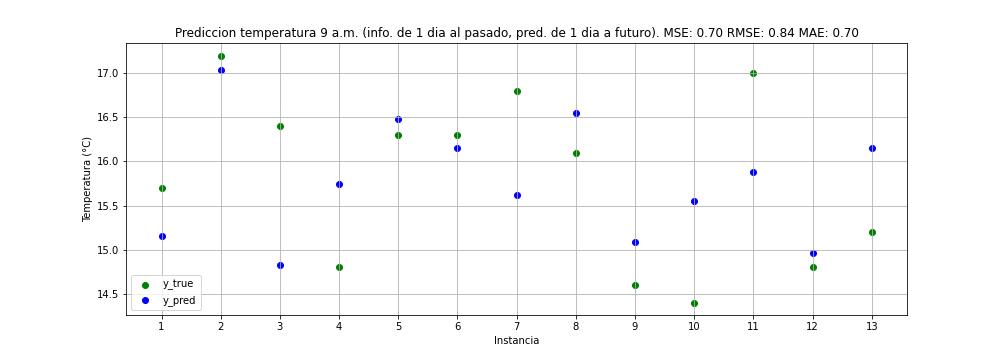 Prediccion temperatura 9 a.m. (info. de 1 dia al pasado, pred. de 1 dia a futuro). MSE: 0.70 RMSE: 0.84 MAE: 0.70
Temperatura (°C)
17.0
16.5
16.0
15.5
15.0
14.5
y_true
y_pred
1 2 3 4 5 6 7 8 9 10 11 12 13
Instancia